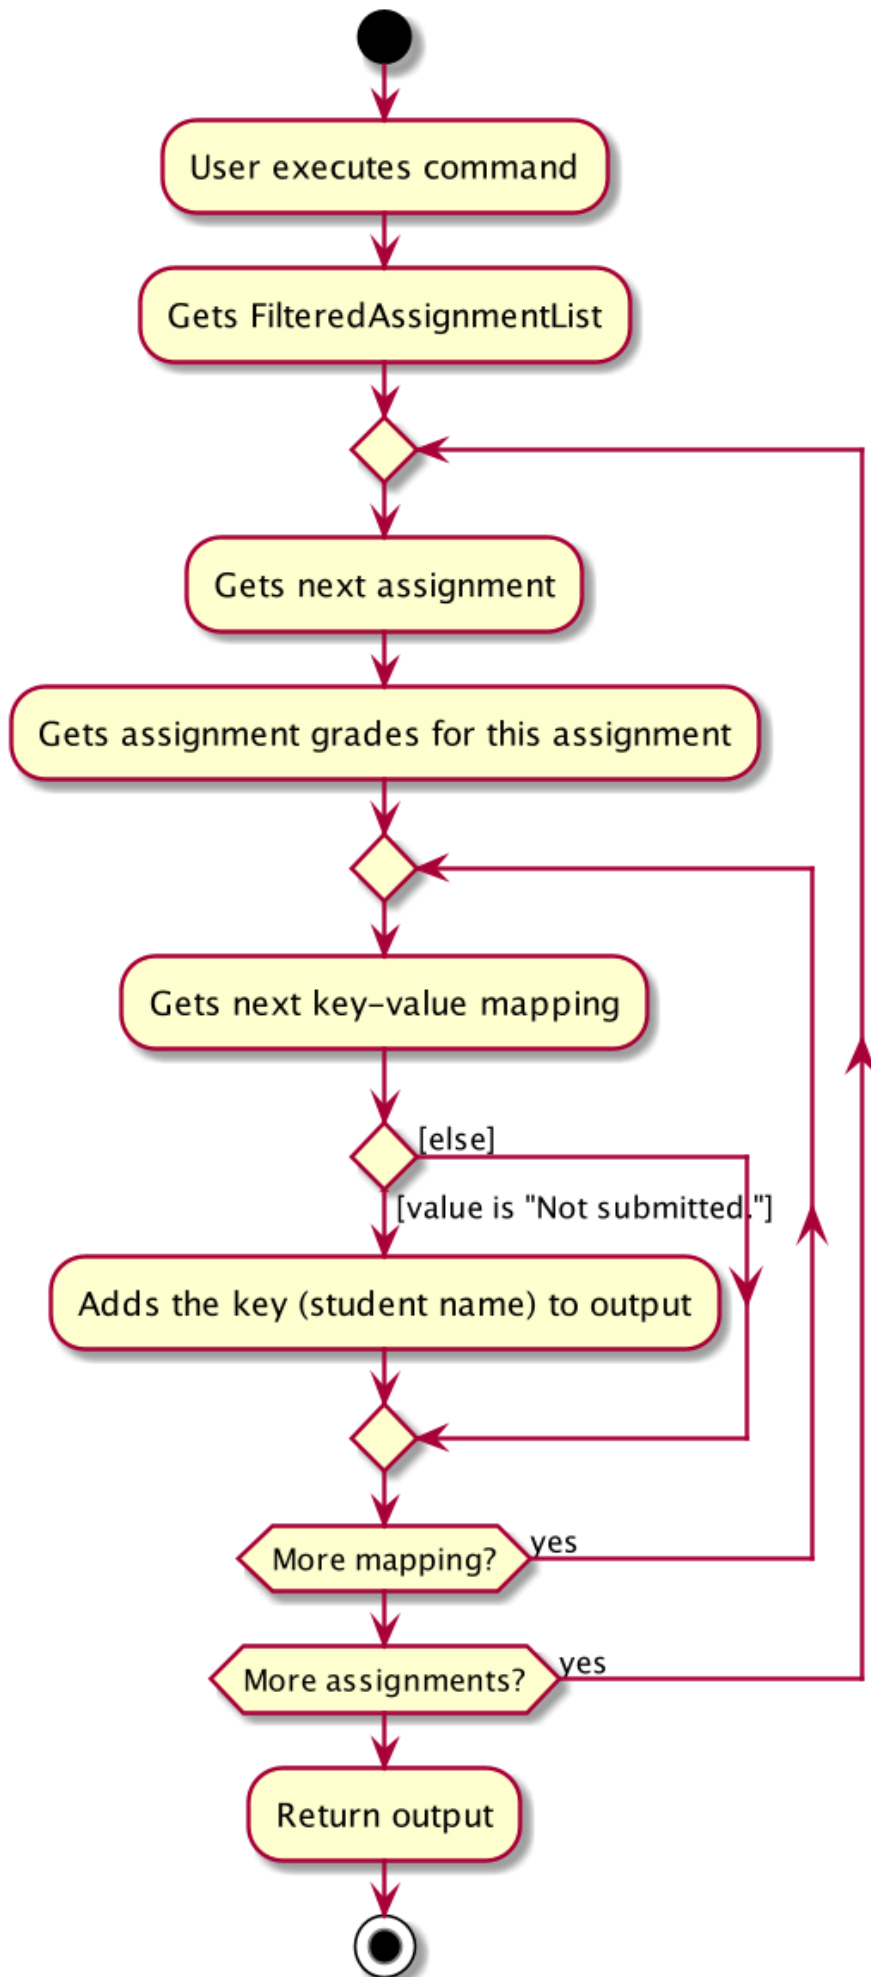 User executes command
Gets FilteredAssignmentList
Gets next assignment
Gets assignment grades for this assignment
Gets next key-value mapping
[else]
[value is "Not submitted."]
Adds the key (student name) to output
More mapping?
yes
More assignments?
yes
Return output